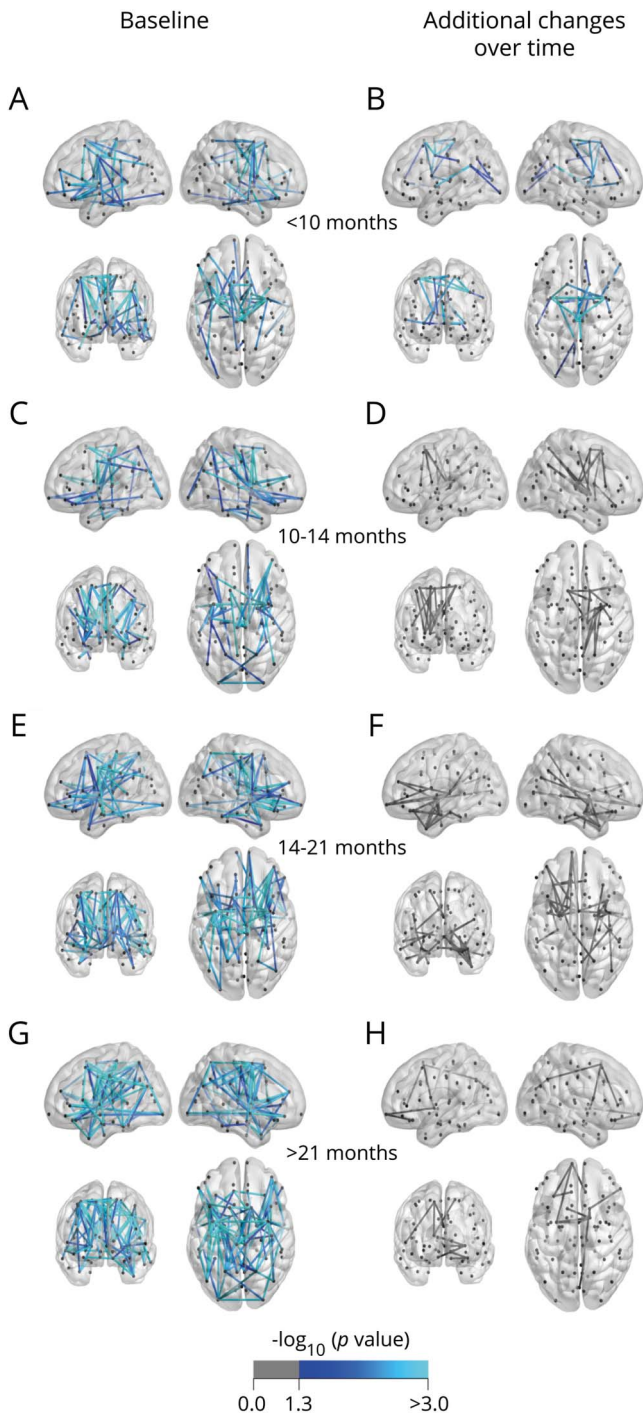 Baseline
Additional changes
over time
A
B
<10 months
C
D
10-14 months
E
F
14-21 months
G
H
>21 months
-log10 (p value)
0.0 1.3 >3.0